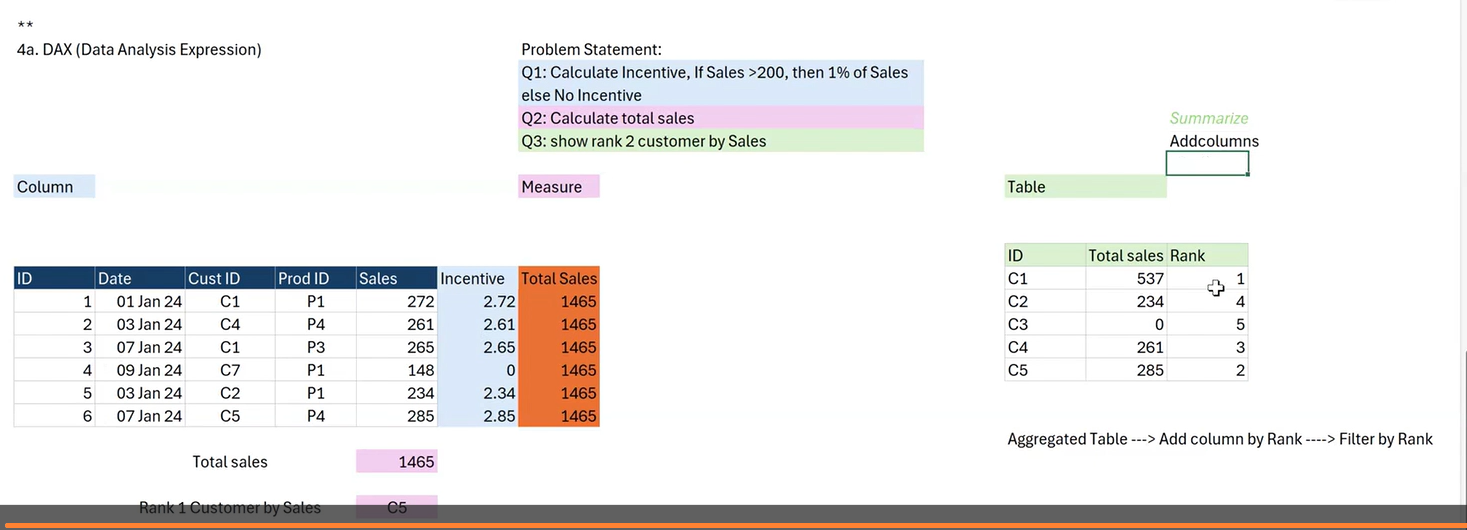 **
4a. DAX (Data Analysis Expression)
Problem Statement:
Q1: Calculate Incentive, If Sales >200, then 1% of Sales
else No Incentive
Q2: Calculate total sales
Q3: show rank 2 customer by Sales
Summarize
Addcolumns
Column
Measure
Table
ID Date Cust ID Prod ID Sales Incentive Total Sales
1 01 Jan 24 C1 P1 272 2.72 1465
2 03 Jan 24 C4 P4 261 2.61 1465
3 07 Jan 24 C1 P3 265 2.65 1465
4 09 Jan 24 C7 P1 148 0 1465
5 03 Jan 24 C2 P1 234 2.34 1465
6 07 Jan 24 C5 P4 285 2.85 1465
Total sales 1465
Rank 1 Customer by Sales C5
ID Total sales Rank
C1 537 1
C2 234 4
C3 0 5
C4 261 3
C5 285 2
Aggregated Table ---> Add column by Rank ----> Filter by Rank